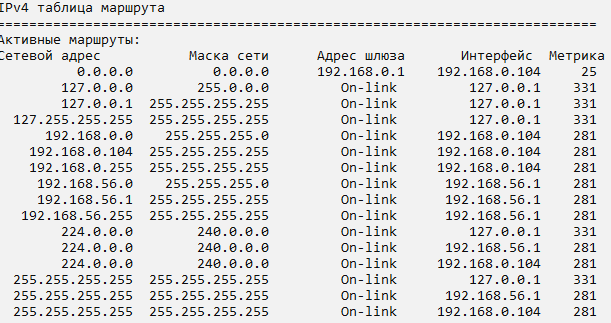 IPv4 таблица маршрута
===========================================================================
Активные маршруты:
Сетевой адрес Маска сети Адрес шлюза Интерфейс Метрика
0.0.0.0 0.0.0.0 192.168.0.1 192.168.0.104 25
127.0.0.0 255.0.0.0 On-link 127.0.0.1 331
127.0.0.1 255.255.255.255 On-link 127.0.0.1 331
127.255.255.255 255.255.255.255 On-link 127.0.0.1 331
192.168.0.0 255.255.255.0 On-link 192.168.0.104 281
192.168.0.104 255.255.255.255 On-link 192.168.0.104 281
192.168.0.255 255.255.255.255 On-link 192.168.0.104 281
192.168.56.0 255.255.255.0 On-link 192.168.56.1 281
192.168.56.1 255.255.255.255 On-link 192.168.56.1 281
192.168.56.255 255.255.255.255 On-link 192.168.56.1 281
224.0.0.0 240.0.0.0 On-link 127.0.0.1 331
224.0.0.0 240.0.0.0 On-link 192.168.56.1 281
224.0.0.0 240.0.0.0 On-link 192.168.0.104 281
255.255.255.255 255.255.255.255 On-link 127.0.0.1 331
255.255.255.255 255.255.255.255 On-link 192.168.56.1 281
255.255.255.255 255.255.255.255 On-link 192.168.0.104 281